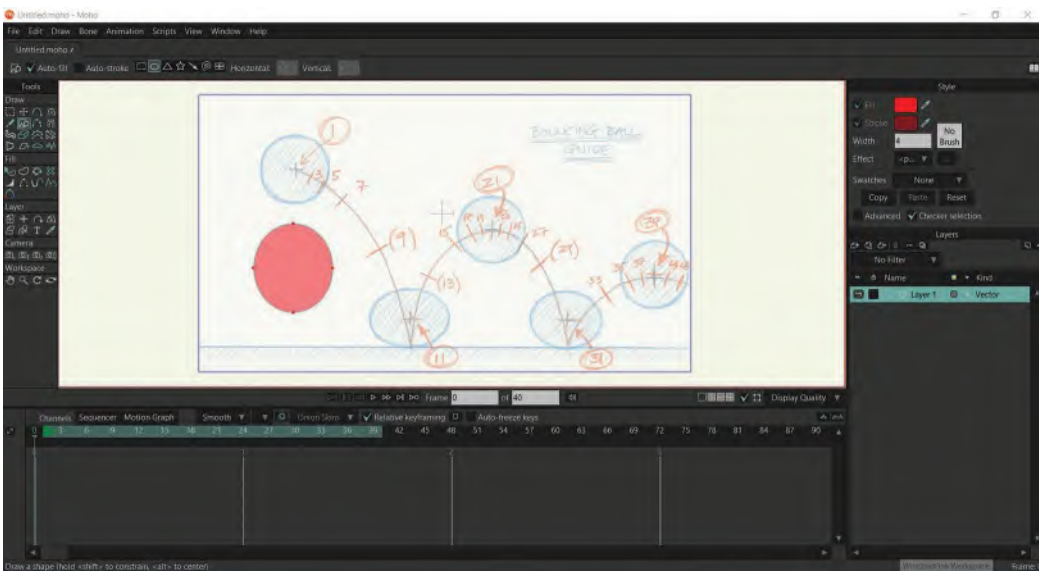 Untitled.moho - Moho
File Edit Draw Bone Animation Scripts View Window Help
Untitled.moho
Auto-fill Auto-stroke Horizontal: Vertical:
Tools
Draw
Fill
Layer
Camera
Workspace
BOUNCING BALL
GUIDE
1
3 5 7
(9)
11
(13)
15
21
27
33
Style
Fill
Stroke
Width 4
No
Brush
Effect
Swatches None
Copy Paste Reset
Advanced Checker selection
Layers
No Filter
Name Kind
Layer 1 Vector
Frame 0 of 40 Display Quality
Channels Sequencer Motion Graph Smooth Onion Skins Relative keyframing Auto-freeze keys
0 3 6 9 12 15 18 21 24 27 30 33 36 39 42 45 48 51 54 57 60 63 66 69 72 75 78 81 84 87 90
Draw a shape (hold <shift> to constrain, <alt> to center)
Frame: